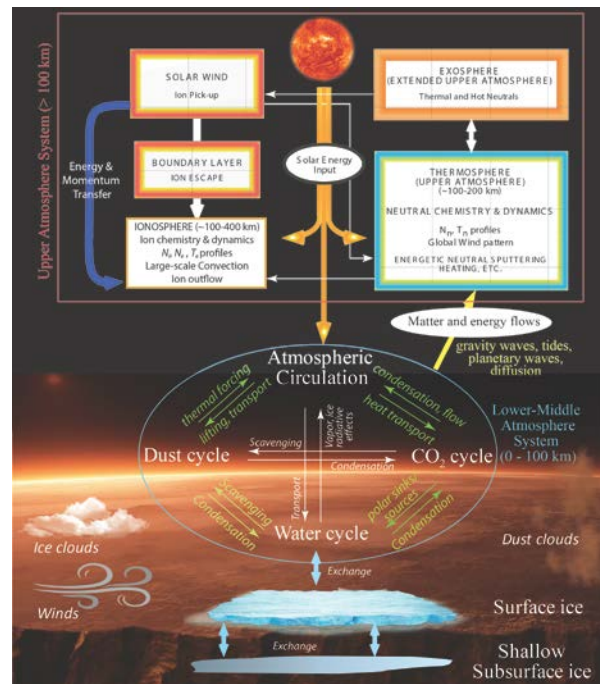 Upper Atmosphere System (> 100 km)
SOLAR WIND
Ion Pick-up
EXOSPHERE
(EXTENDED UPPER ATMOSPHERE)
Thermal and Hot Neutrals
Energy &
Momentum
Transfer
BOUNDARY LAYER
ION ESCAPE
Solar Energy
Input
THERMOSPHERE
(UPPER ATMOSPHERE)
(~100-200 km)
NEUTRAL CHEMISTRY & DYNAMICS
Nn, Tn profiles
Global Wind pattern
ENERGETIC NEUTRAL SPUTTERING
HEATING, ETC.
IONOSPHERE (~100-400 km)
Ion chemistry & dynamics
Large-scale Convection
Ion outflow
Matter and energy flows
gravity waves, tides,
planetary waves,
diffusion
Atmospheric
Circulation
thermal forcing
lifting, transport
condensation, flow
heat transport
Vapor, ice
radiative
effects
Lower-Middle
Atmosphere
System
(0 - 100 km)
Dust cycle
Scavenging
Condensation
CO2 cycle
Transport
Scavenging
Condensation
polar sinks/
sources
Condensation
Water cycle
Ice clouds
Dust clouds
Exchange
Winds
Surface ice
Exchange
Shallow
Subsurface ice